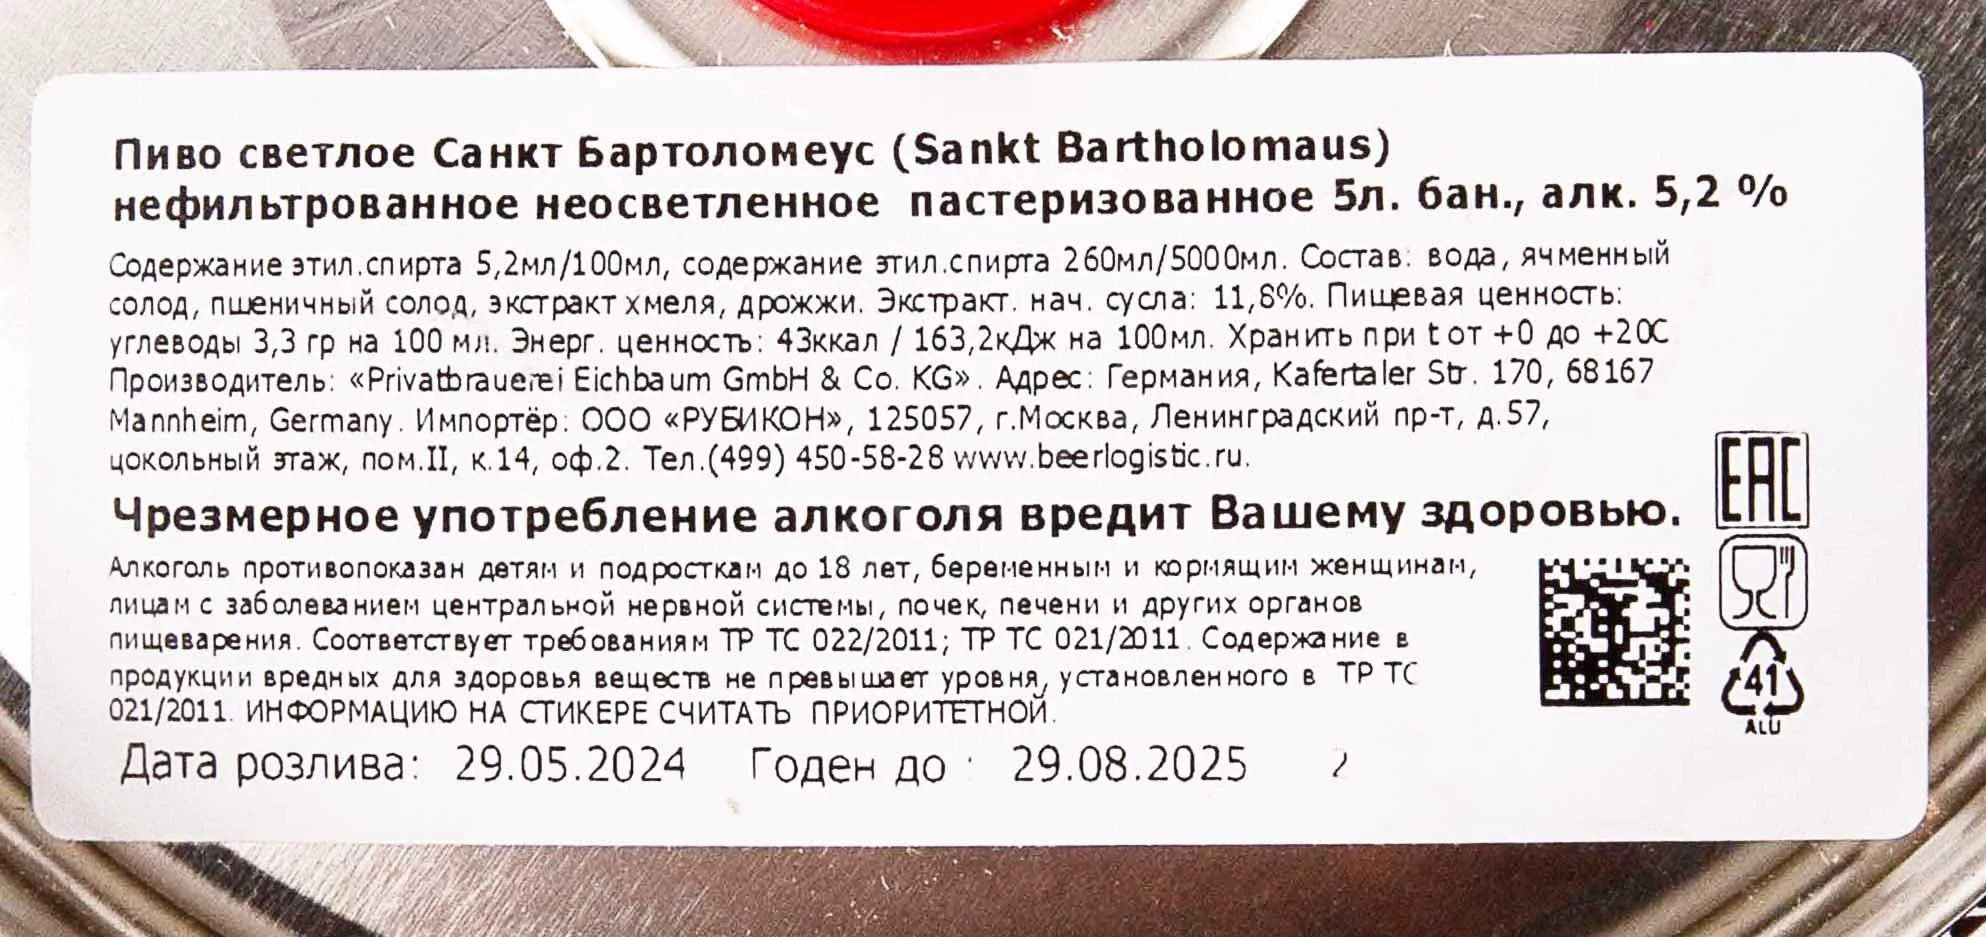 Пиво светлое Санкт Бартоломеус (Sankt Bartholomaus)
нефильтрованное неосветленное пастеризованное 5л. бан., алк. 5,2 %
Содержание этил.спирта 5,2мл/100мл, содержание этил.спирта 260мл/5000мл. Состав: вода, ячменный
солод, пшеничный солод, экстракт хмеля, дрожжи. Экстракт. нач. сусла: 11,8%. Пищевая ценность:
углеводы 3,3 гр на 100 мл. Энерг. ценность: 43ккал / 163,2кДж на 100мл. Хранить при t от +0 до +20С
Производитель: «Privatbrauerei Eichbaum GmbH & Co. KG». Адрес: Германия, Kafertaler Str. 170, 68167
Mannheim, Germany. Импортёр: ООО «РУБИКОН», 125057, г.Москва, Ленинградский пр-т, д.57,
цокольный этаж, пом.II, к.14, оф.2. Тел.(499) 450-58-28 www.beerlogistic.ru.
Чрезмерное употребление алкоголя вредит Вашему здоровью.
Алкоголь противопоказан детям и подросткам до 18 лет, беременным и кормящим женщинам,
лицам с заболеванием центральной нервной системы, почек, печени и других органов
пищеварения. Соответствует требованиям ТР ТС 022/2011; ТР ТС 021/2011. Содержание в
продукции вредных для здоровья веществ не превышает уровня, установленного в ТР ТС
021/2011. ИНФОРМАЦИЮ НА СТИКЕРЕ СЧИТАТЬ ПРИОРИТЕТНОЙ.
Дата розлива: 29.05.2024 Годен до : 29.08.2025
EAC
41
ALU